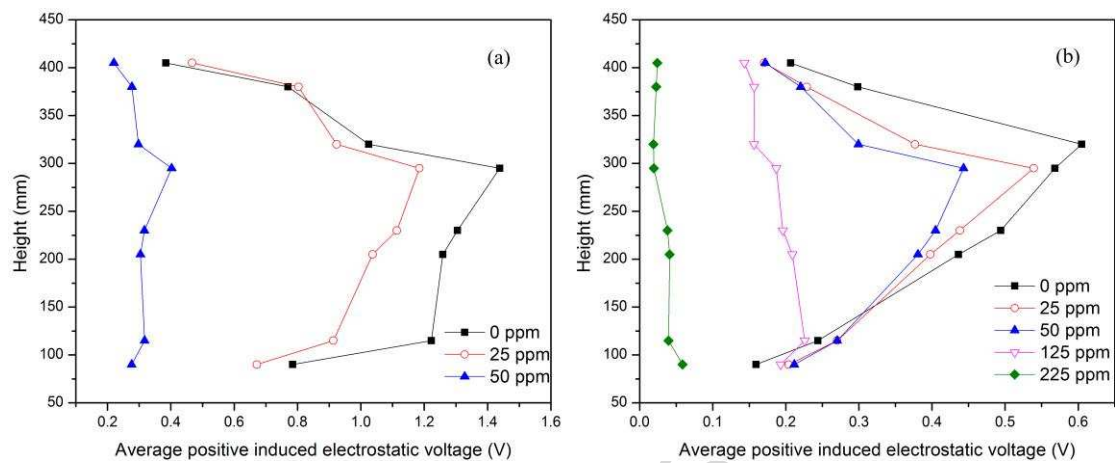 450
400
350
300
250
200
150
100
50
Height (mm)
(a)
0 ppm
25 ppm
50 ppm
0.2 0.4 0.6 0.8 1.0 1.2 1.4 1.6
Average positive induced electrostatic voltage (V)
450
400
350
300
250
200
150
100
50
Height (mm)
(b)
0 ppm
25 ppm
50 ppm
125 ppm
225 ppm
0.0 0.1 0.2 0.3 0.4 0.5 0.6
Average positive induced electrostatic voltage (V)